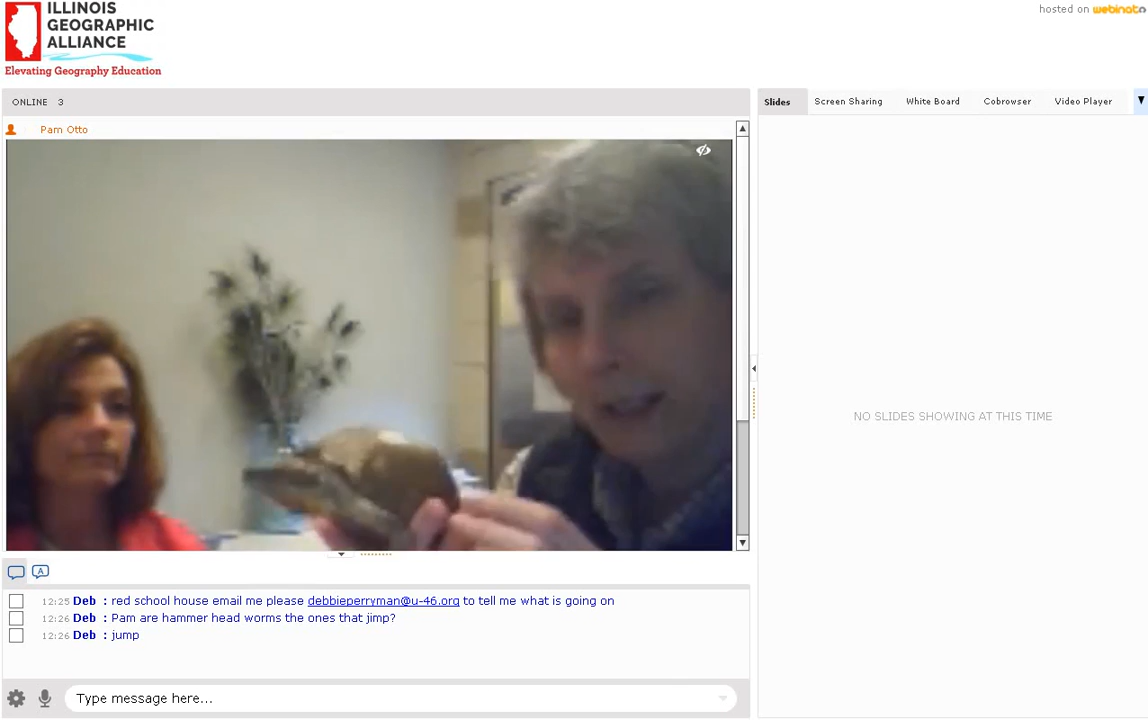 ILLINOIS
GEOGRAPHIC
ALLIANCE
Elevating Geography Education
hosted on webinato
ONLINE 3
Pam Otto
Slides Screen Sharing White Board Cobrowser Video Player
NO SLIDES SHOWING AT THIS TIME
A
12:25 Deb : red school house email me please debbieperryman@u-46.org to tell me what is going on
12:26 Deb : Pam are hammer head worms the ones that jimp?
12:26 Deb : jump
Type message here...